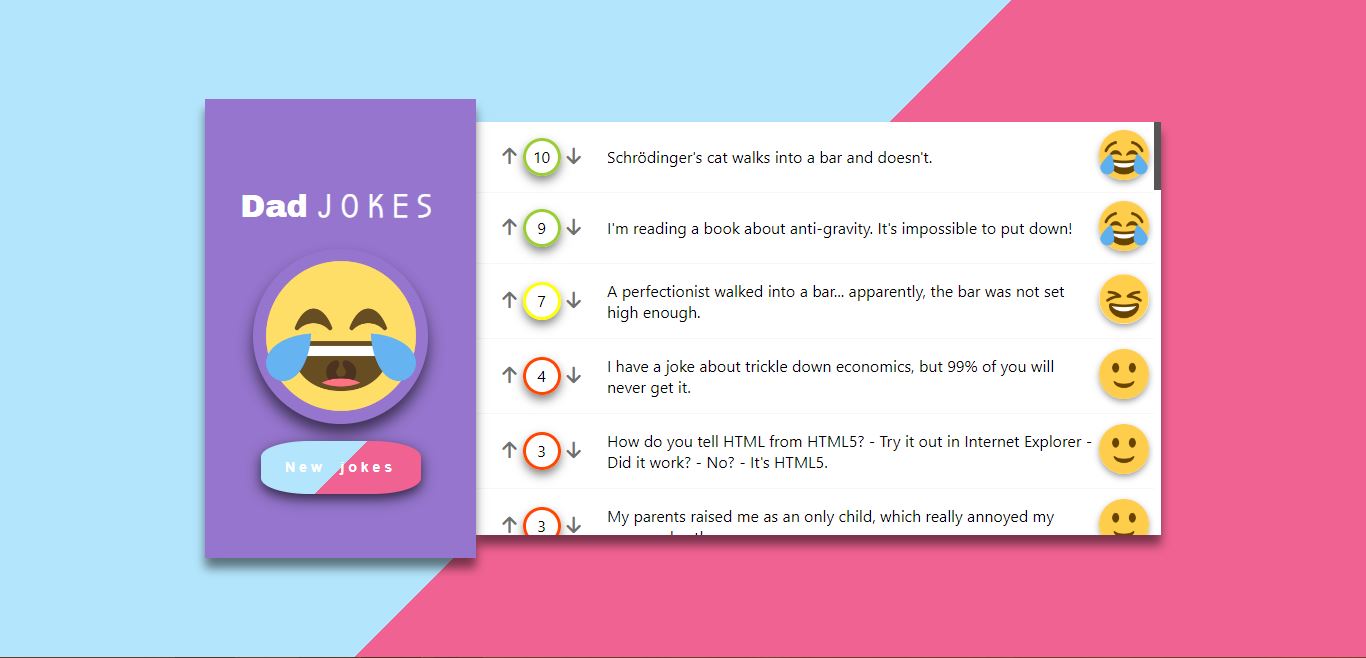 Dad JOKES
New jokes
10 Schrödinger's cat walks into a bar and doesn't.
9 I'm reading a book about anti-gravity. It's impossible to put down!
7 A perfectionist walked into a bar... apparently, the bar was not set
high enough.
4 I have a joke about trickle down economics, but 99% of you will
never get it.
3 How do you tell HTML from HTML5? - Try it out in Internet Explorer -
Did it work? - No? - It's HTML5.
3 My parents raised me as an only child, which really annoyed my